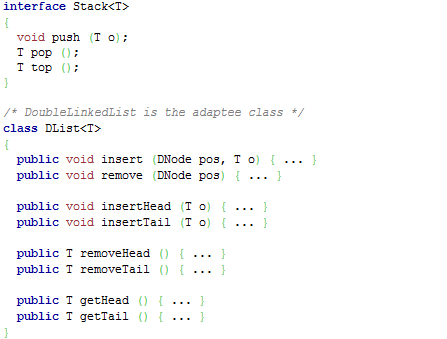 interface Stack<T>
{
  void push (T o);
  T pop ();
  T top ();
}

/* DoubleLinkedList is the adaptee class */
class DList<T>
{
  public void insert (DNode pos, T o) { ... }
  public void remove (DNode pos) { ... }

  public void insertHead (T o) { ... }
  public void insertTail (T o) { ... }

  public T removeHead () { ... }
  public T removeTail () { ... }

  public T getHead () { ... }
  public T getTail () { ... }
}